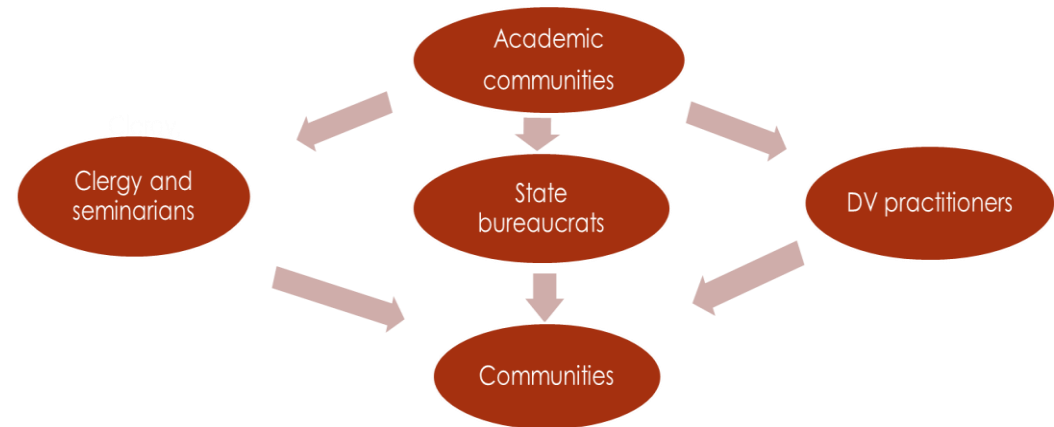 Academic
communities
Clergy and
seminarians
State
bureaucrats
DV practitioners
Communities